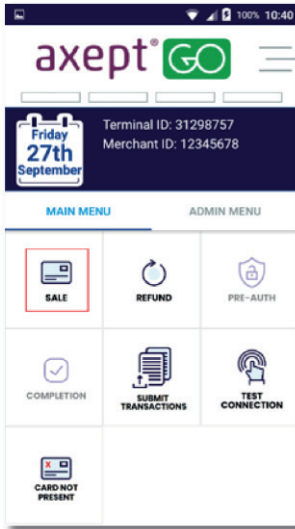 100% 10:40
axept® GO
Friday
27th
September
Terminal ID: 31298757
Merchant ID: 12345678
MAIN MENU ADMIN MENU
SALE REFUND PRE-AUTH
COMPLETION SUBMIT
TRANSACTIONS TEST
CONNECTION
CARD NOT
PRESENT